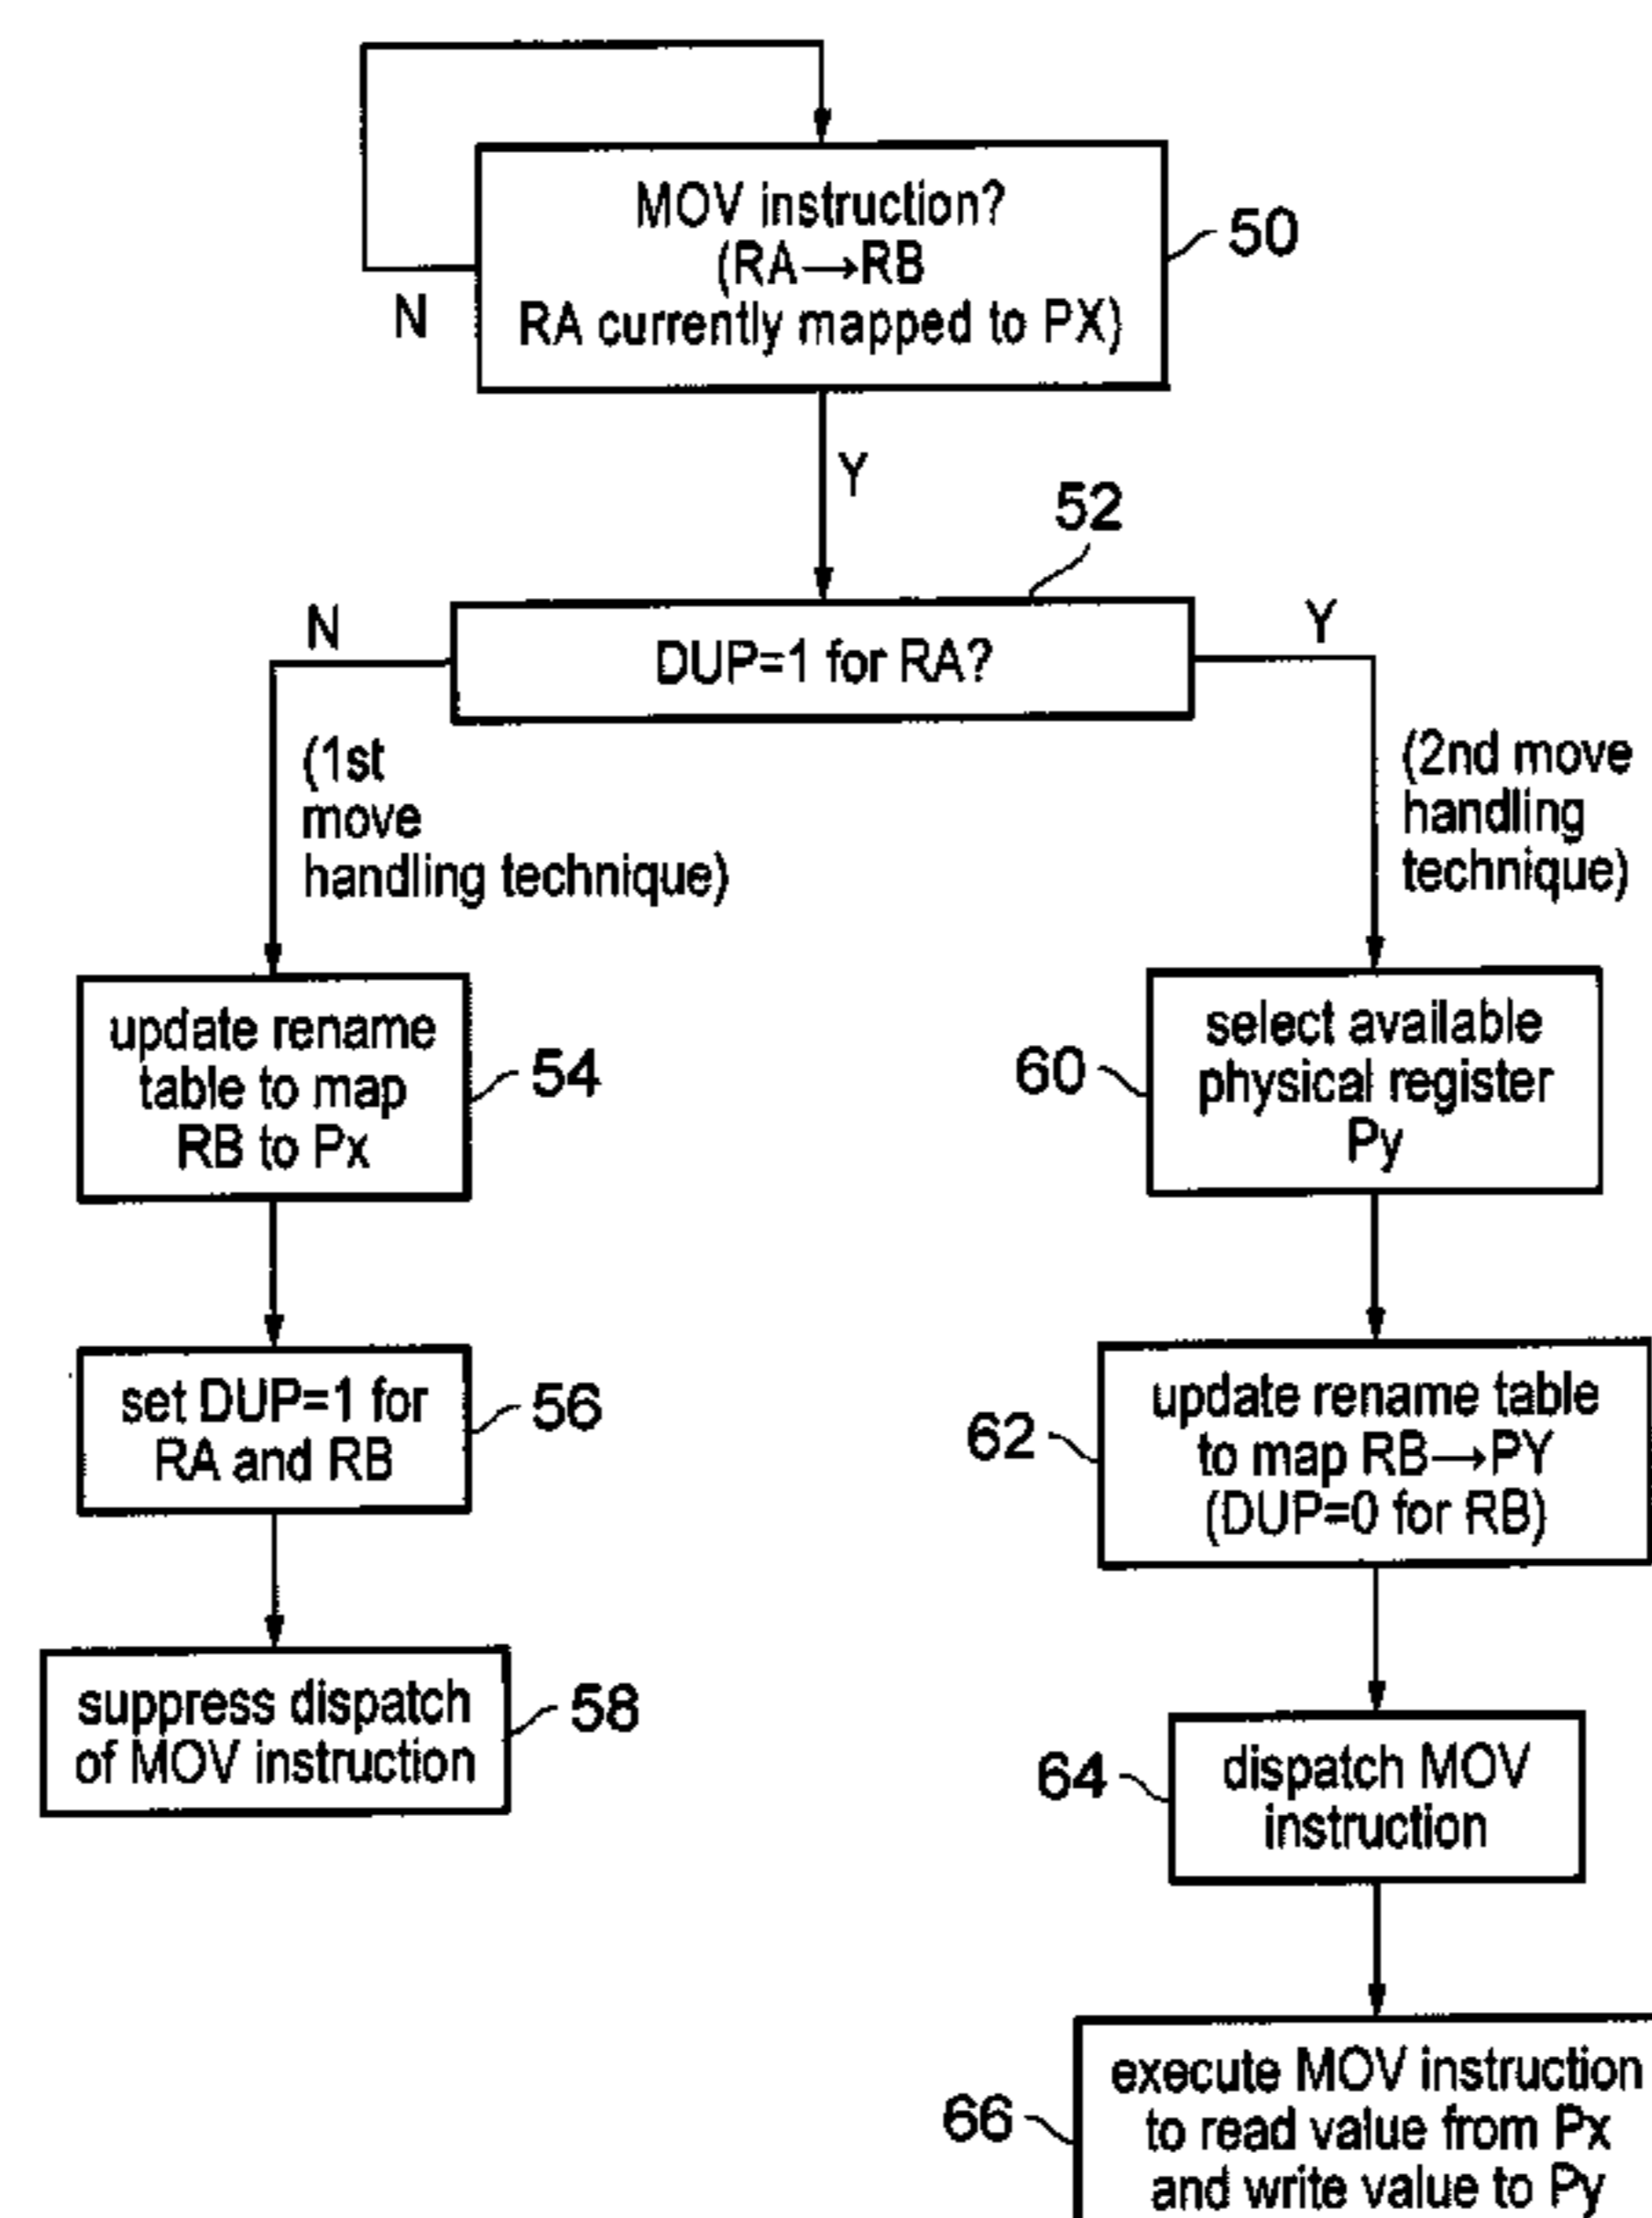 MOV instruction?
(RA→RB
RA currently mapped to PX)
50
N
Y
52
N
DUP=1 for RA?
Y
(1st
move
handling technique)
(2nd move
handling
technique)
update rename
table to map
RB to Px
54
60
select available
physical register
Py
set DUP=1 for
RA and RB
56
62
update rename table
to map RB→PY
(DUP=0 for RB)
suppress dispatch
of MOV instruction
58
64
dispatch MOV
instruction
66
execute MOV instruction
to read value from Px
and write value to Py